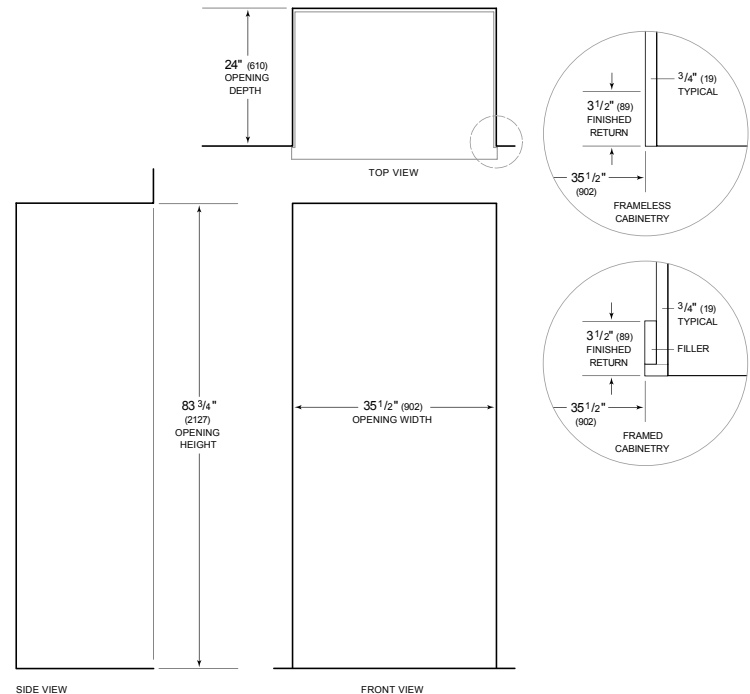 24" (610)
OPENING
DEPTH
TOP VIEW
3/4" (19)
TYPICAL
3 1/2" (89)
FINISHED
RETURN
35 1/2"
(902)
FRAMELESS
CABINETRY
3/4" (19)
TYPICAL
3 1/2" (89)
FINISHED
RETURN
FILLER
35 1/2"
(902)
FRAMED
CABINETRY
83 3/4"
(2127)
OPENING
HEIGHT
35 1/2" (902)
OPENING WIDTH
SIDE VIEW
FRONT VIEW